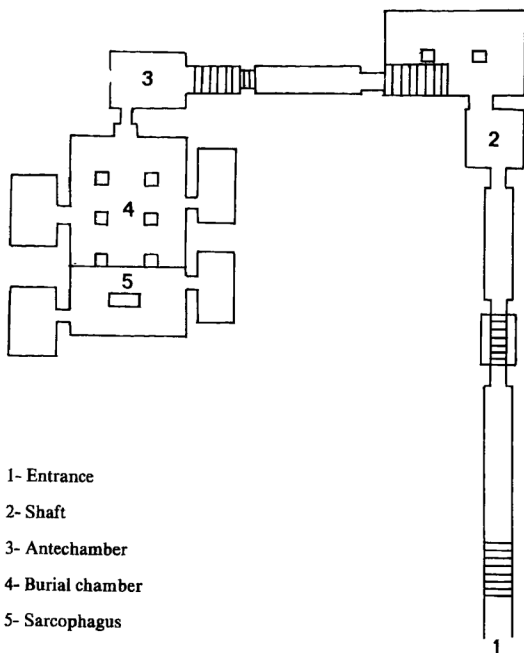 3
2
4
5
1- Entrance
2- Shaft
3- Antechamber
4- Burial chamber
5- Sarcophagus
1